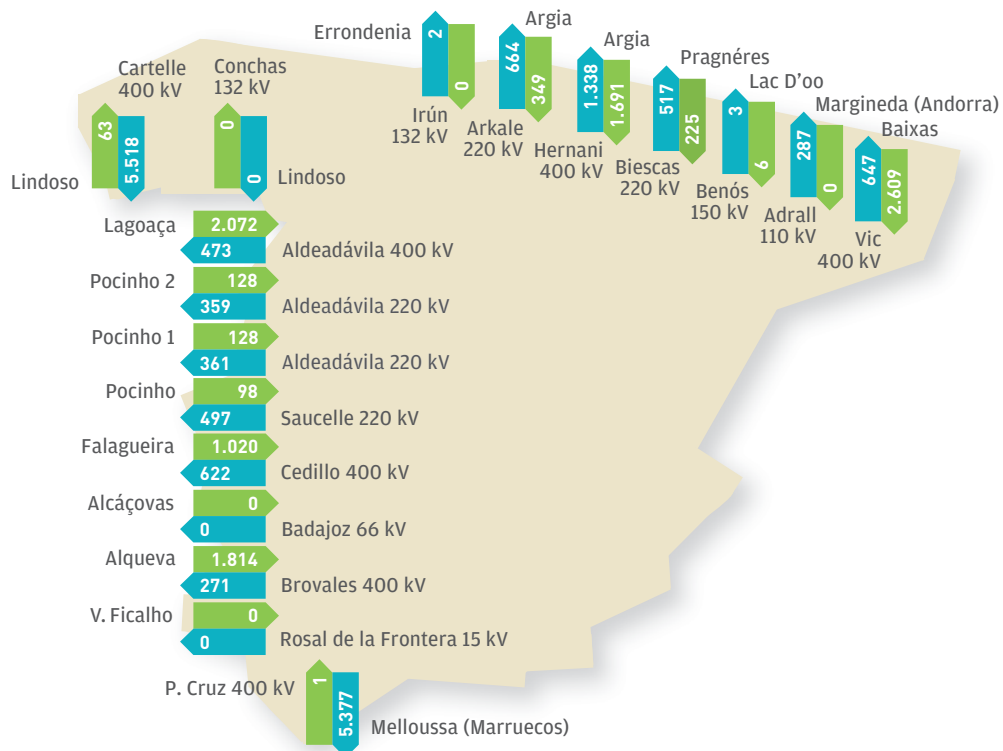 Errondenia
2
0
Irún
132 kV
Argia
664
349
Arkale
220 kV
Argia
1.338
1.691
Hernani
400 kV
Pragnéres
517
225
Biescas
220 kV
Lac D'oo
3
6
Benós
150 kV
Margineda (Andorra)
287
0
Adrall
110 kV
Baixas
647
2.609
Vic
400 kV
Cartelle
400 kV
63
5.518
Lindoso
Conchas
132 kV
0
0
Lindoso
Lagoaça
2.072
473
Aldeadávila 400 kV
Pocinho 2
128
359
Aldeadávila 220 kV
Pocinho 1
128
361
Aldeadávila 220 kV
Pocinho
98
497
Saucelle 220 kV
Falagueira
1.020
622
Cedillo 400 kV
Alcáçovas
0
0
Badajoz 66 kV
Alqueva
1.814
271
Brovales 400 kV
V. Ficalho
0
0
Rosal de la Frontera 15 kV
P. Cruz 400 kV
1
5.377
Melloussa (Marruecos)